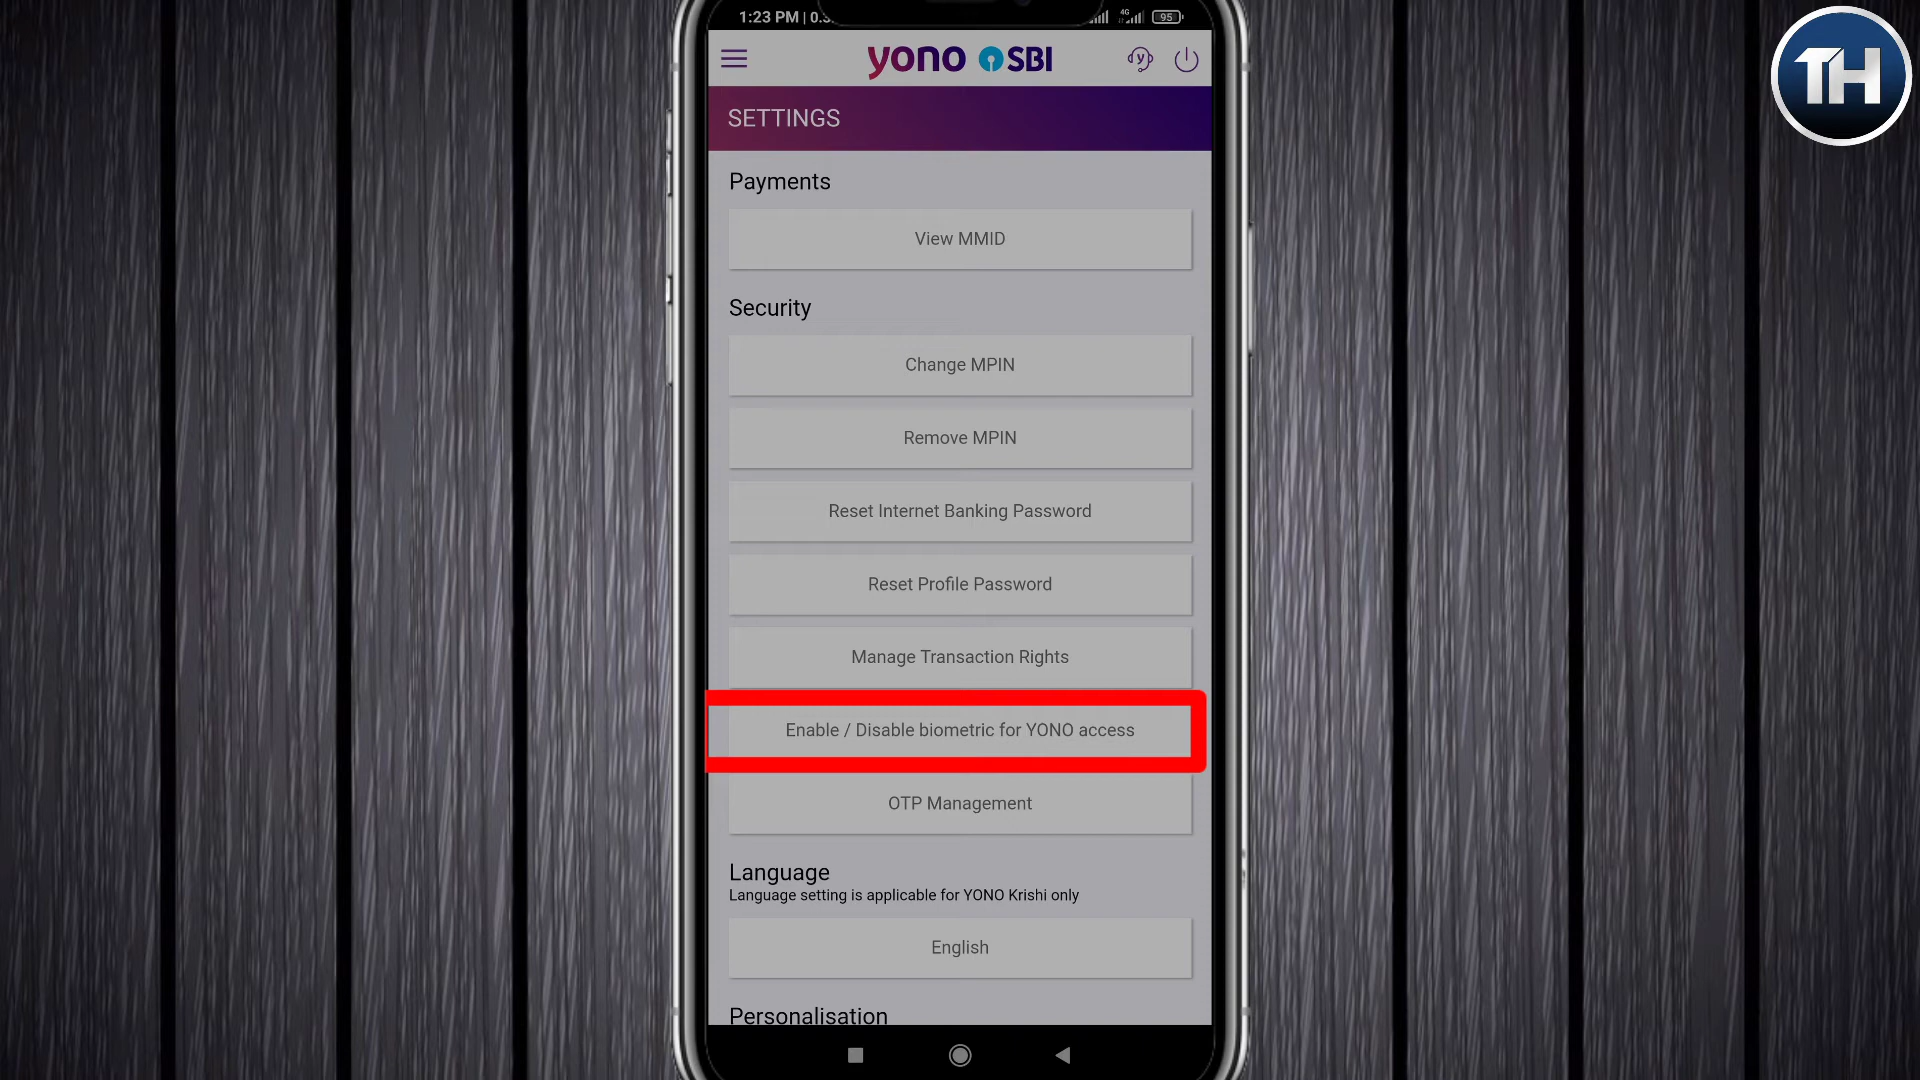 1:23 PM | 0.3
4G
95
yono SBI
y
TH
SETTINGS
Payments
View MMID
Security
Change MPIN
Remove MPIN
Reset Internet Banking Password
Reset Profile Password
Manage Transaction Rights
Enable / Disable biometric for YONO access
OTP Management
Language
Language setting is applicable for YONO Krishi only
English
Personalisation